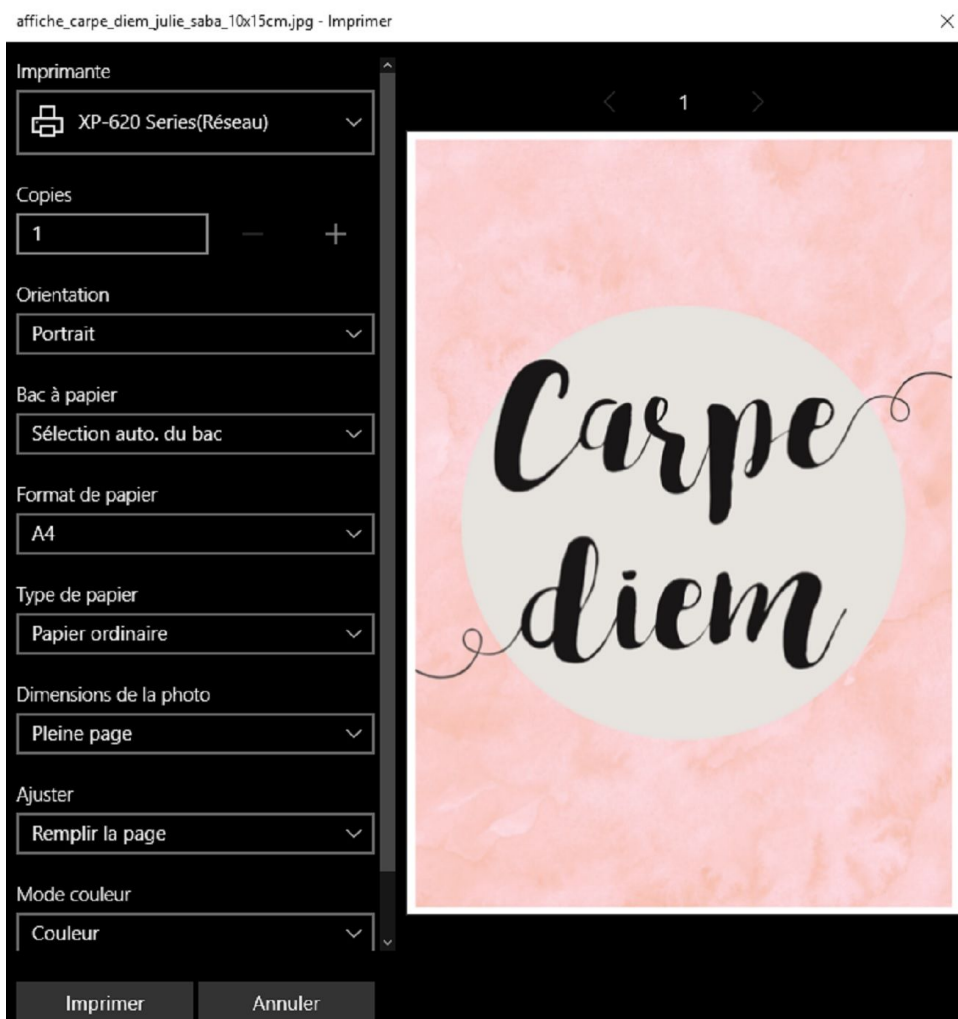 affiche_carpe_diem_julie_saba_10x15cm.jpg - Imprimer
Imprimante
XP-620 Series(Réseau)
Copies
1
Orientation
Portrait
Bac à papier
Sélection auto. du bac
Format de papier
A4
Type de papier
Papier ordinaire
Dimensions de la photo
Pleine page
Ajuster
Remplir la page
Mode couleur
Couleur
Imprimer Annuler
1
Carpe
diem